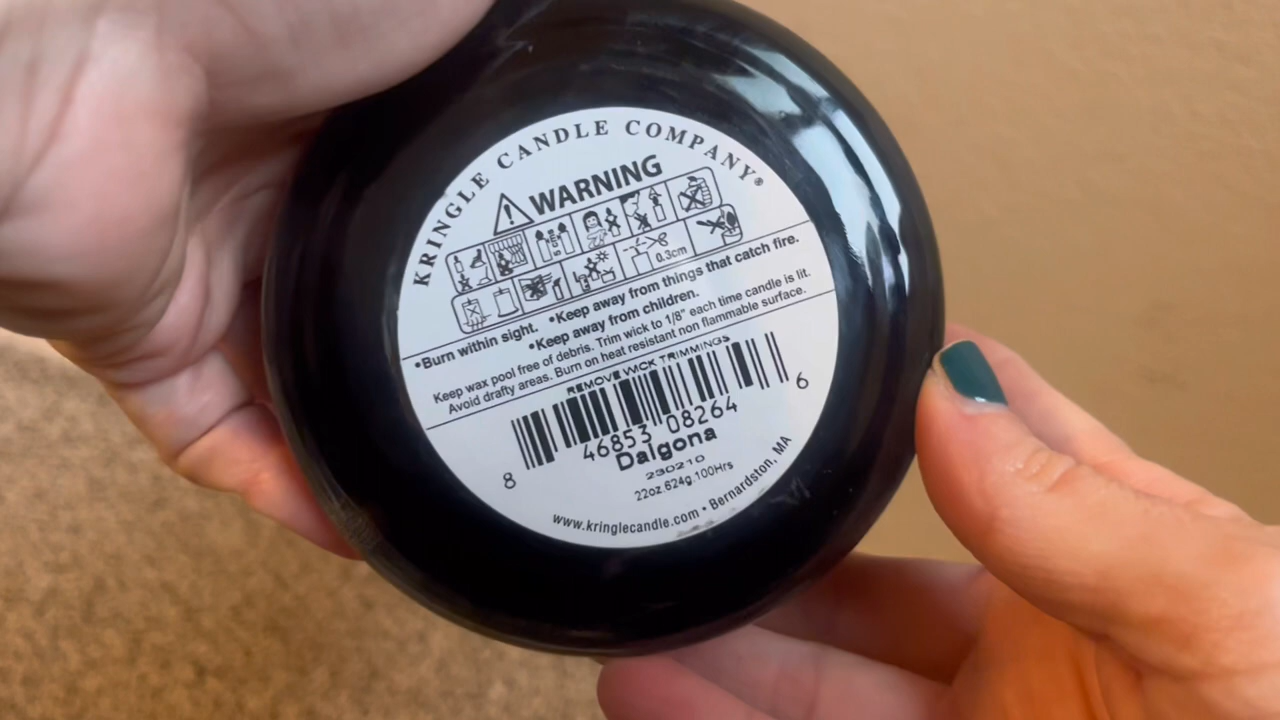 KRINGLE CANDLE COMPANY®
WARNING
0.3cm
•Burn within sight. •Keep away from things that catch fire.
•Keep away from children.
Keep wax pool free of debris. Trim wick to 1/8" each time candle is lit.
Avoid drafty areas. Burn on heat resistant non flammable surface.
REMOVE WICK TRIMMINGS
8 46853 08264 6
Dalgona
230210
22oz.624g.100Hrs
www.kringlecandle.com • Bernardston, MA